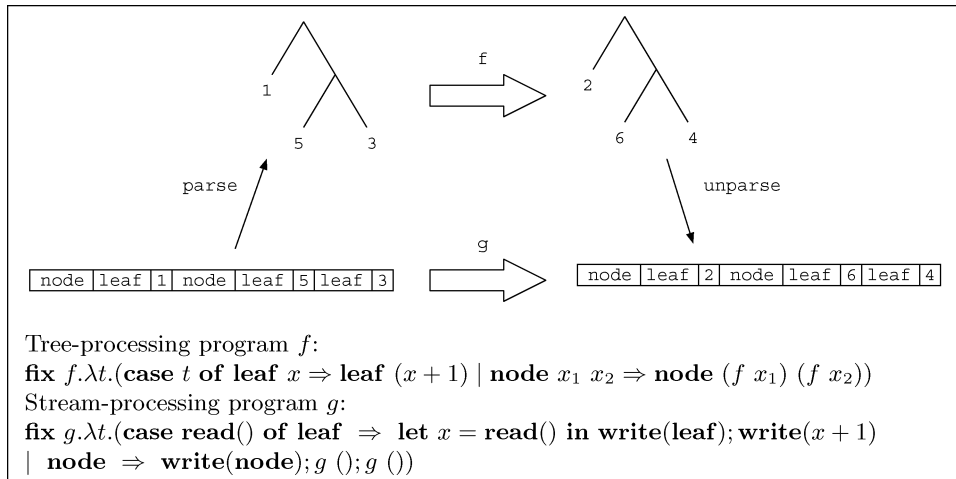 f
1
5 3
2
6 4
parse
unparse
g
node leaf 1 node leaf 5 leaf 3
node leaf 2 node leaf 6 leaf 4
Tree-processing program f:
fix f.λt.(case t of leaf x ⇒ leaf (x + 1) | node x₁ x₂ ⇒ node (f x₁) (f x₂))
Stream-processing program g:
fix g.λt.(case read() of leaf ⇒ let x = read() in write(leaf); write(x + 1)
| node ⇒ write(node); g (); g ())